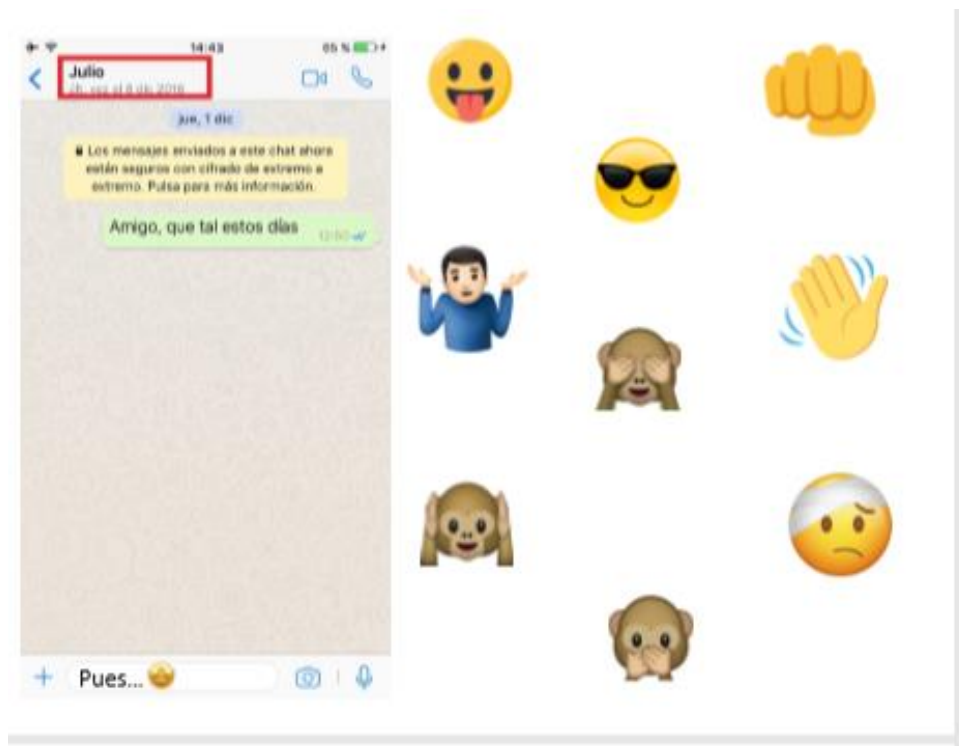 14:43
65 %
Julio
jue, 1 dic
Los mensajes enviados a este chat ahora
están seguros con cifrado de extremo a
extremo. Pulsa para más información.
Amigo, que tal estos días
Pues...